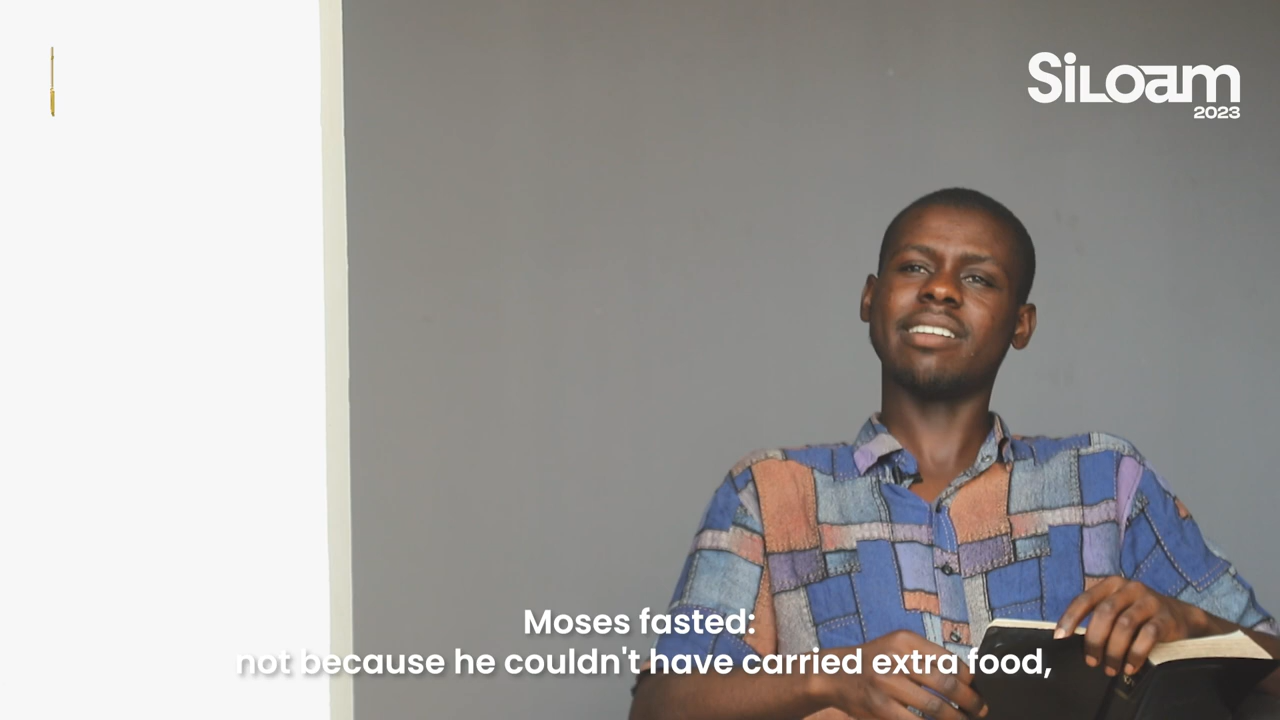 SiLoam
2023
Moses fasted:
not because he couldn't have carried extra food,